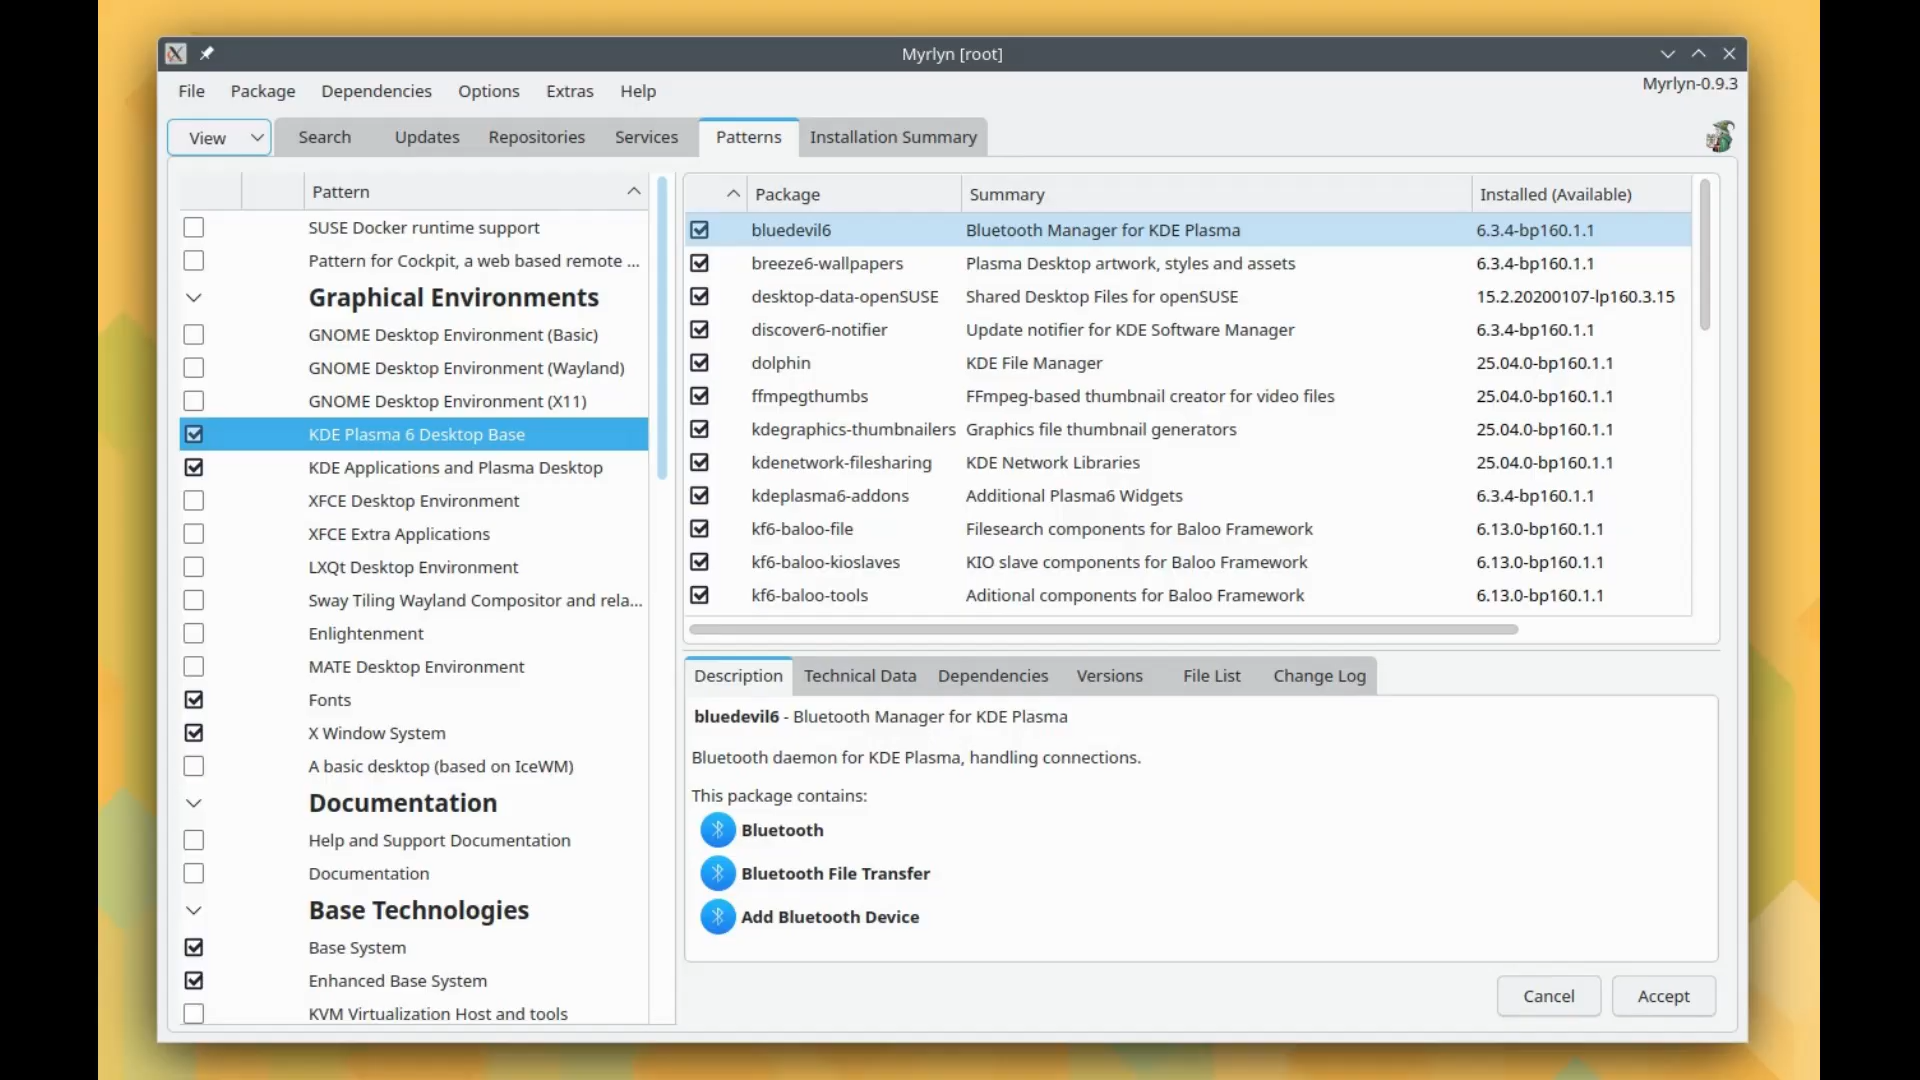 Myrlyn [root]
File Package Dependencies Options Extras Help
Myrlyn-0.9.3
View Search Updates Repositories Services Patterns Installation Summary
Pattern
SUSE Docker runtime support
Pattern for Cockpit, a web based remote ...
Graphical Environments
GNOME Desktop Environment (Basic)
GNOME Desktop Environment (Wayland)
GNOME Desktop Environment (X11)
KDE Plasma 6 Desktop Base
KDE Applications and Plasma Desktop
XFCE Desktop Environment
XFCE Extra Applications
LXQt Desktop Environment
Sway Tiling Wayland Compositor and rela...
Enlightenment
MATE Desktop Environment
Fonts
X Window System
A basic desktop (based on IceWM)
Documentation
Help and Support Documentation
Documentation
Base Technologies
Base System
Enhanced Base System
KVM Virtualization Host and tools
Package Summary Installed (Available)
bluedevil6 Bluetooth Manager for KDE Plasma 6.3.4-bp160.1.1
breeze6-wallpapers Plasma Desktop artwork, styles and assets 6.3.4-bp160.1.1
desktop-data-openSUSE Shared Desktop Files for openSUSE 15.2.20200107-lp160.3.15
discover6-notifier Update notifier for KDE Software Manager 6.3.4-bp160.1.1
dolphin KDE File Manager 25.04.0-bp160.1.1
ffmpegthumbs FFmpeg-based thumbnail creator for video files 25.04.0-bp160.1.1
kdegraphics-thumbnailers Graphics file thumbnail generators 25.04.0-bp160.1.1
kdenetwork-filesharing KDE Network Libraries 25.04.0-bp160.1.1
kdeplasma6-addons Additional Plasma6 Widgets 6.3.4-bp160.1.1
kf6-baloo-file Filesearch components for Baloo Framework 6.13.0-bp160.1.1
kf6-baloo-kioslaves KIO slave components for Baloo Framework 6.13.0-bp160.1.1
kf6-baloo-tools Aditional components for Baloo Framework 6.13.0-bp160.1.1
Description Technical Data Dependencies Versions File List Change Log
bluedevil6 - Bluetooth Manager for KDE Plasma
Bluetooth daemon for KDE Plasma, handling connections.
This package contains:
Bluetooth
Bluetooth File Transfer
Add Bluetooth Device
Cancel Accept